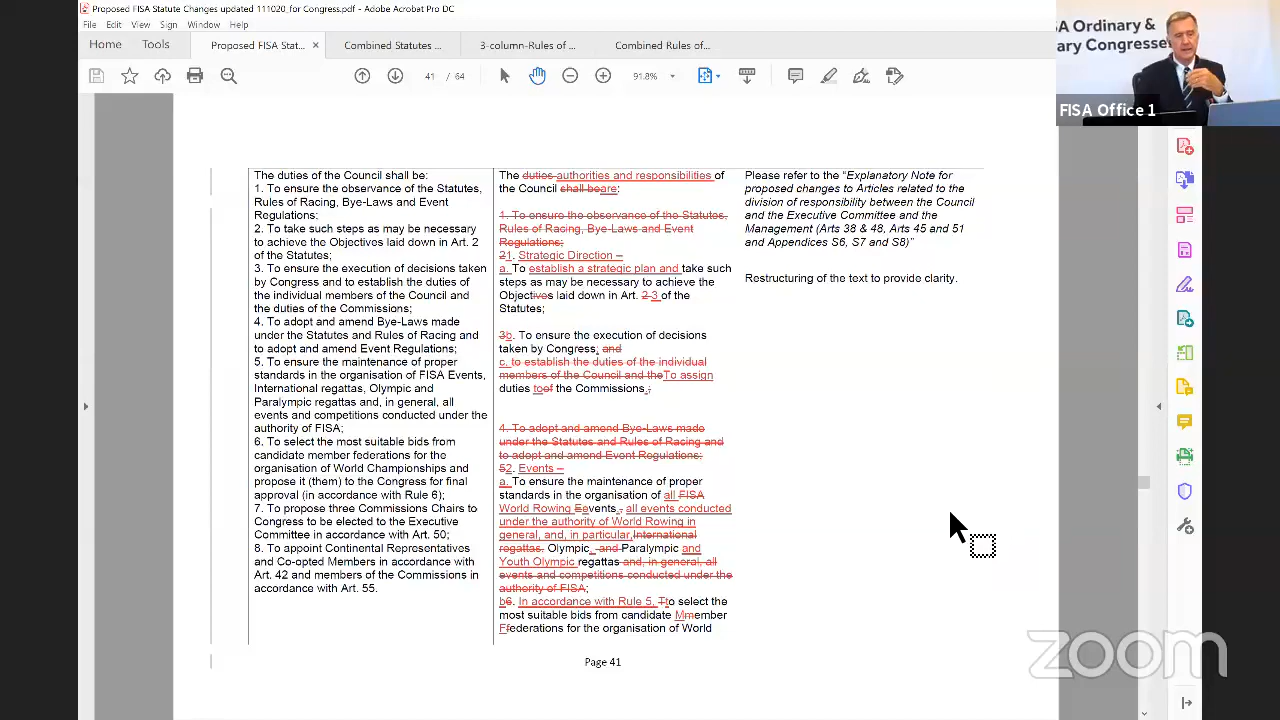 Proposed FISA Statute Changes updated 111020_for Congress.pdf - Adobe Acrobat Pro DC
File Edit View Sign Window Help
Home Tools Proposed FISA Stat... × Combined Statutes ... 3-column-Rules of ... Combined Rules of...
41 / 64 91.8%
SA Ordinary &
ary Congresse
FISA Office 1
The duties of the Council shall be:
1. To ensure the observance of the Statutes,
Rules of Racing, Bye-Laws and Event
Regulations;
2. To take such steps as may be necessary
to achieve the Objectives laid down in Art. 2
of the Statutes;
3. To ensure the execution of decisions taken
by Congress and to establish the duties of
the individual members of the Council and
the duties of the Commissions;
4. To adopt and amend Bye-Laws made
under the Statutes and Rules of Racing and
to adopt and amend Event Regulations;
5. To ensure the maintenance of proper
standards in the organisation of FISA Events,
International regattas, Olympic and
Paralympic regattas and, in general, all
events and competitions conducted under the
authority of FISA;
6. To select the most suitable bids from
candidate member federations for the
organisation of World Championships and
propose it (them) to the Congress for final
approval (in accordance with Rule 6);
7. To propose three Commissions Chairs to
Congress to be elected to the Executive
Committee in accordance with Art. 50;
8. To appoint Continental Representatives
and Co-opted Members in accordance with
Art. 42 and members of the Commissions in
accordance with Art. 55.
The duties authorities and responsibilities of
the Council shall beare:
1. To ensure the observance of the Statutes,
Rules of Racing, Bye-Laws and Event
Regulations;
21. Strategic Direction –
a. To establish a strategic plan and take such
steps as may be necessary to achieve the
Objectives laid down in Art. 2 3 of the
Statutes;
3b. To ensure the execution of decisions
taken by Congress; and
c. to establish the duties of the individual
members of the Council and theTo assign
duties toof the Commissions.;
4. To adopt and amend Bye-Laws made
under the Statutes and Rules of Racing and
to adopt and amend Event Regulations;
52. Events –
a. To ensure the maintenance of proper
standards in the organisation of all FISA
World Rowing Eevents., all events conducted
under the authority of World Rowing in
general, and, in particular,International
regattas, Olympic, and Paralympic and
Youth Olympic regattas and, in general, all
events and competitions conducted under the
authority of FISA;
b6. In accordance with Rule 5, Tto select the
most suitable bids from candidate Mmember
Ffederations for the organisation of World
Please refer to the “Explanatory Note for
proposed changes to Articles related to the
division of responsibility between the Council
and the Executive Committee and the
Management (Arts 38 & 48, Arts 45 and 51
and Appendices S6, S7 and S8)”
Restructuring of the text to provide clarity.
Page 41
zoom